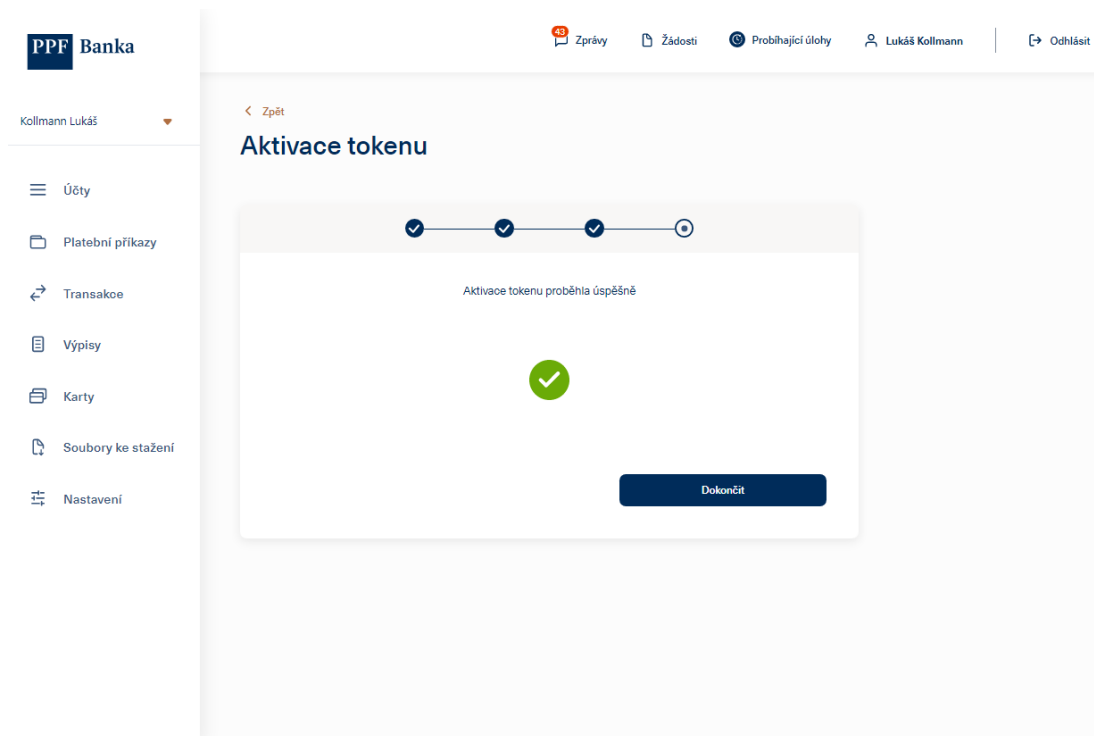 PPF Banka
43 Zprávy
Žádosti
Probíhající úlohy
Lukáš Kollmann
Odhlásit
Kollmann Lukáš
Zpět
Aktivace tokenu
Účty
Platební příkazy
Transakce
Výpisy
Karty
Soubory ke stažení
Nastavení
Aktivace tokenu proběhla úspěšně
Dokončit